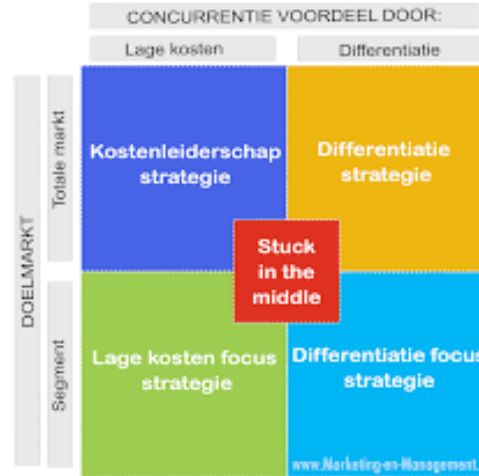 CONCURRENTIE VOORDEEL DOOR:
Lage kosten
Differentiatie
DOELMARKT
Totale markt
Kostenleiderschap
strategie
Differentiatie
strategie
Stuck
in the
middle
Segment
Lage kosten focus
strategie
Differentiatie focus
strategie
www.Marketing-en-Management.